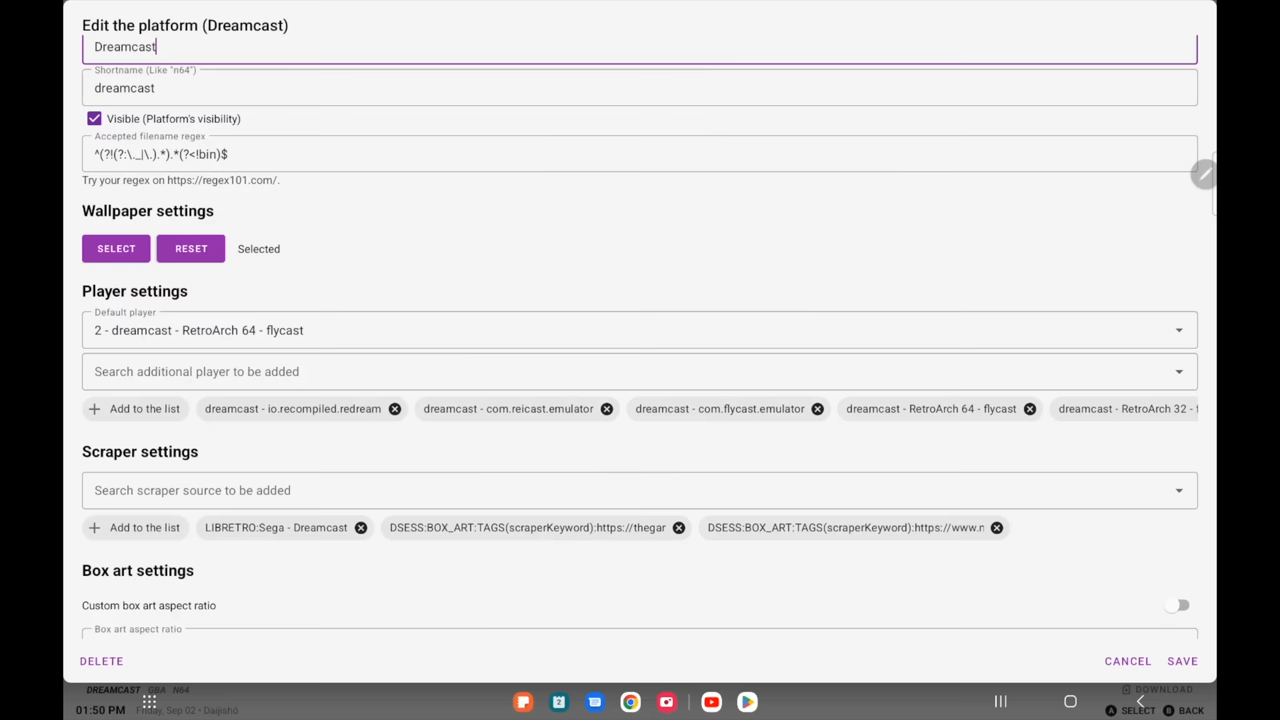 Edit the platform (Dreamcast)
Dreamcast
Shortname (Like "n64")
dreamcast
Visible (Platform's visibility)
Accepted filename regex
^(?!(?:\._|\.).*).*(?<!bin)$
Try your regex on https://regex101.com/.
Wallpaper settings
SELECT RESET Selected
Player settings
Default player
2 - dreamcast - RetroArch 64 - flycast
Search additional player to be added
Add to the list dreamcast - io.recompiled.redream dreamcast - com.reicast.emulator dreamcast - com.flycast.emulator dreamcast - RetroArch 64 - flycast dreamcast - RetroArch 32 -
Scraper settings
Search scraper source to be added
Add to the list LIBRETRO:Sega - Dreamcast DSESS:BOX_ART:TAGS(scraperKeyword):https://thegar DSESS:BOX_ART:TAGS(scraperKeyword):https://www.
Box art settings
Custom box art aspect ratio
Box art aspect ratio
DELETE CANCEL SAVE
DREAMCAST GBA N64 DOWNLOAD
01:50 PM Friday, Sep 02 - Daijishō A SELECT B BACK
2